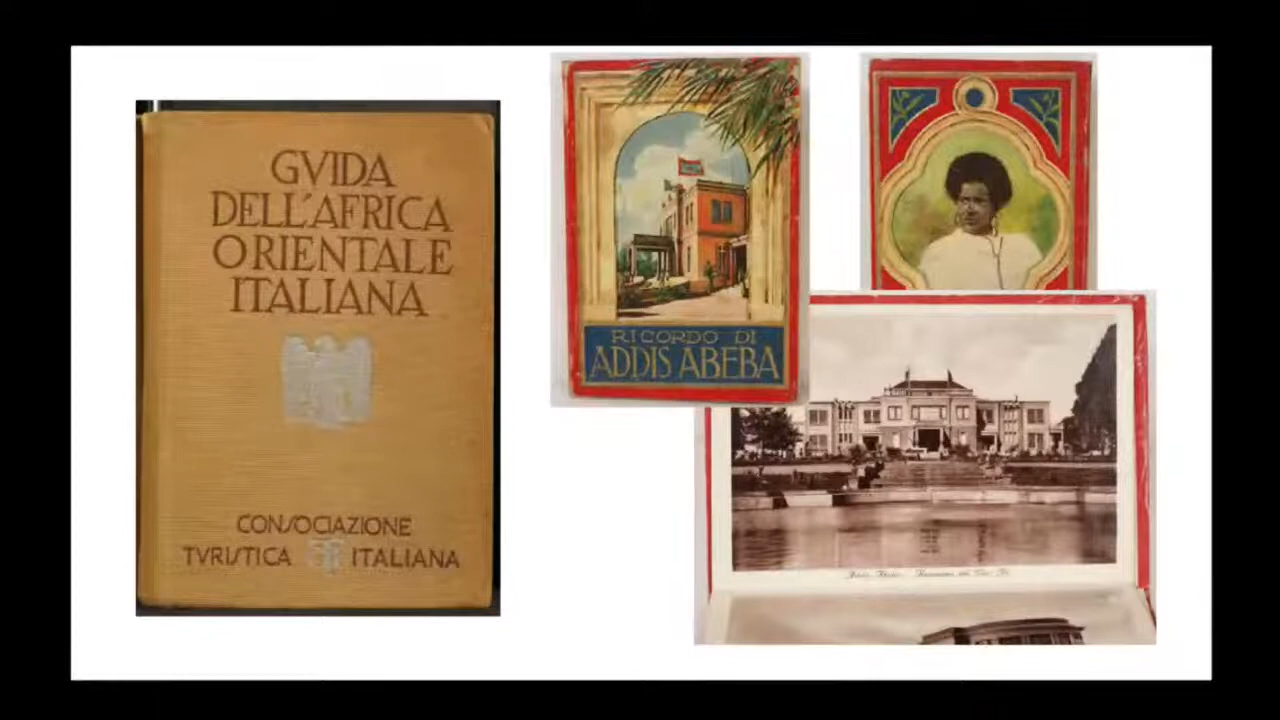 GVIDA
DELL'AFRICA
ORIENTALE
ITALIANA
CONSOCIAZIONE
TVRISTICA ITALIANA
RICORDO DI
ADDIS ABEBA